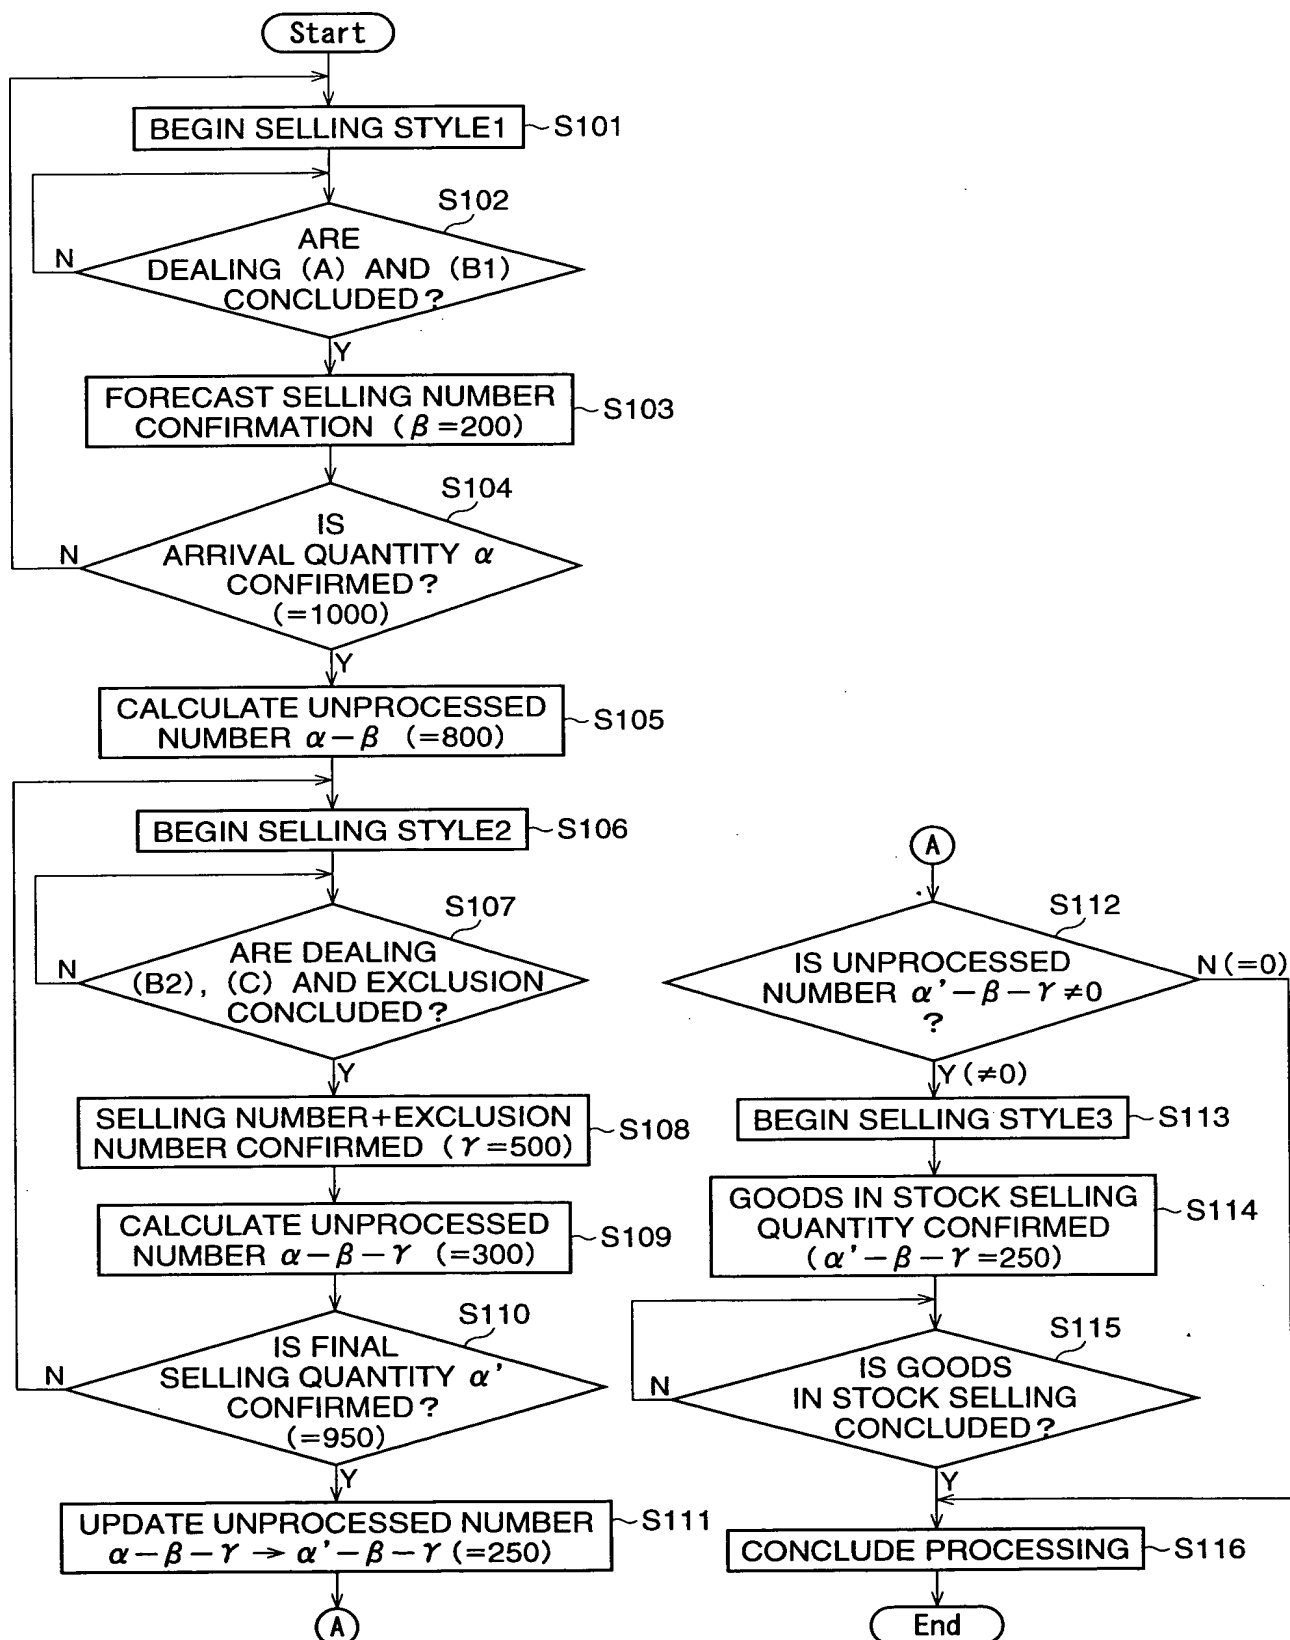 Start
BEGIN SELLING STYLE1
S101
S102
ARE
DEALING (A) AND (B1)
CONCLUDED?
N
Y
FORECAST SELLING NUMBER
CONFIRMATION (β=200)
S103
S104
IS
ARRIVAL QUANTITY α
CONFIRMED?
(=1000)
N
Y
CALCULATE UNPROCESSED
NUMBER α-β (=800)
S105
BEGIN SELLING STYLE2
S106
S107
ARE DEALING
(B2), (C) AND EXCLUSION
CONCLUDED?
N
Y
SELLING NUMBER+EXCLUSION
NUMBER CONFIRMED (γ=500)
S108
CALCULATE UNPROCESSED
NUMBER α-β-γ (=300)
S109
S110
IS FINAL
SELLING QUANTITY α'
CONFIRMED?
(=950)
N
Y
UPDATE UNPROCESSED NUMBER
α-β-γ → α'-β-γ (=250)
S111
A
A
S112
IS UNPROCESSED
NUMBER α'-β-γ≠0
?
N(=0)
Y(≠0)
BEGIN SELLING STYLE3
S113
GOODS IN STOCK SELLING
QUANTITY CONFIRMED
(α'-β-γ=250)
S114
S115
IS GOODS
IN STOCK SELLING
CONCLUDED?
N
Y
CONCLUDE PROCESSING
S116
End